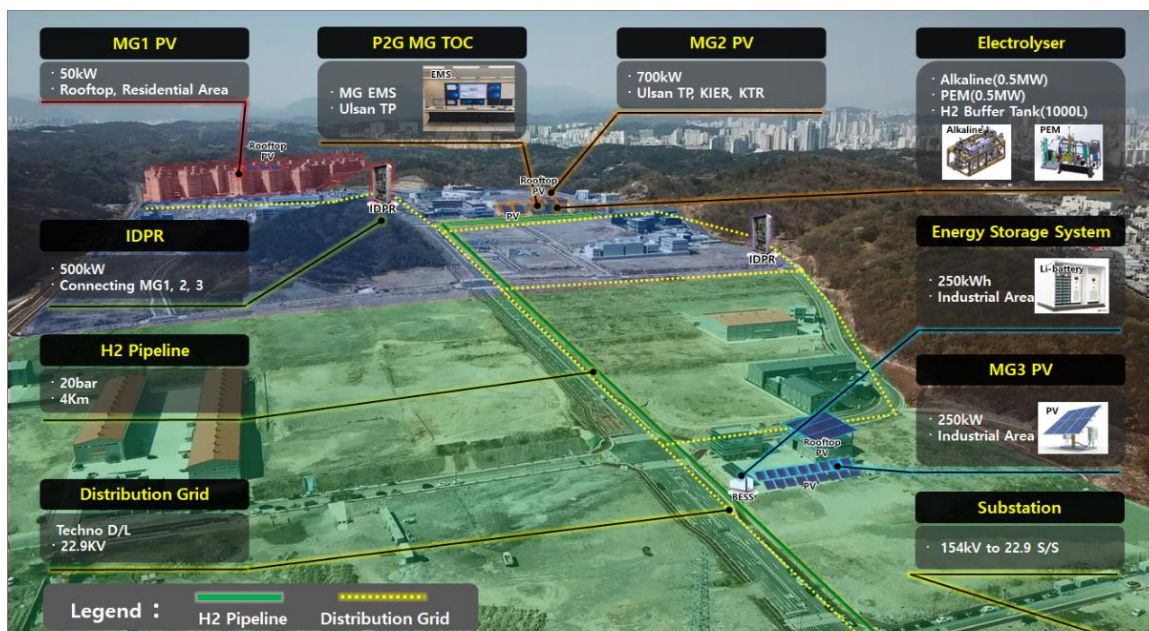 MG1 PV
· 50kW
· Rooftop, Residential Area
P2G MG TOC
· MG EMS
· Ulsan TP
EMS
MG2 PV
· 700kW
· Ulsan TP, KIER, KTR
Electrolyser
· Alkaline(0.5MW)
· PEM(0.5MW)
· H2 Buffer Tank(1000L)
Alkaline
PEM
Rooftop
PV
IDPR
Rooftop
PV
PV
IDPR
IDPR
· 500kW
· Connecting MG1, 2, 3
Energy Storage System
· 250kWh
· Industrial Area
Li-battery
H2 Pipeline
· 20bar
· 4Km
MG3 PV
· 250kW
· Industrial Area
PV
Rooftop
PV
PV
BESS
Distribution Grid
Techno D/L
· 22.9KV
Substation
· 154kV to 22.9 S/S
Legend :
H2 Pipeline
Distribution Grid